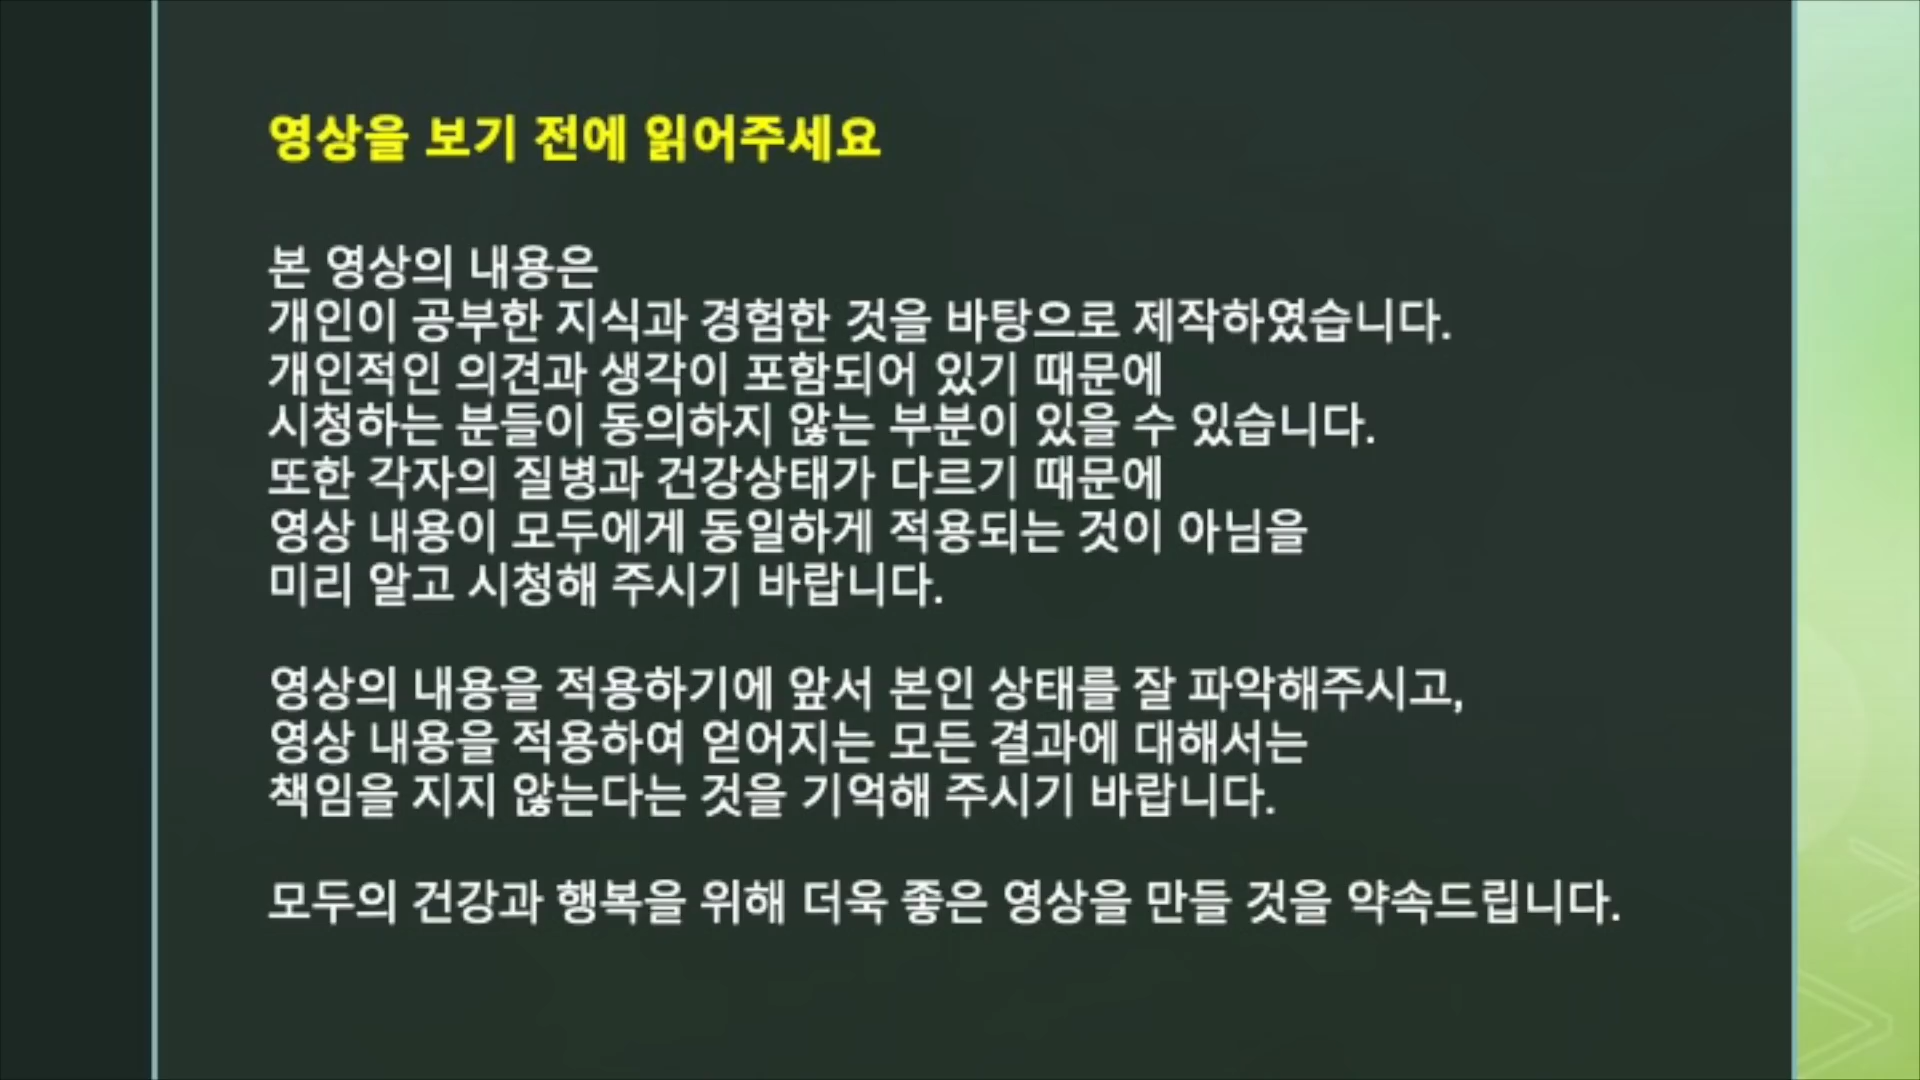 영상을 보기 전에 읽어주세요
본 영상의 내용은
개인이 공부한 지식과 경험한 것을 바탕으로 제작하였습니다.
개인적인 의견과 생각이 포함되어 있기 때문에
시청하는 분들이 동의하지 않는 부분이 있을 수 있습니다.
또한 각자의 질병과 건강상태가 다르기 때문에
영상 내용이 모두에게 동일하게 적용되는 것이 아님을
미리 알고 시청해 주시기 바랍니다.
영상의 내용을 적용하기에 앞서 본인 상태를 잘 파악해주시고,
영상 내용을 적용하여 얻어지는 모든 결과에 대해서는
책임을 지지 않는다는 것을 기억해 주시기 바랍니다.
모두의 건강과 행복을 위해 더욱 좋은 영상을 만들 것을 약속드립니다.